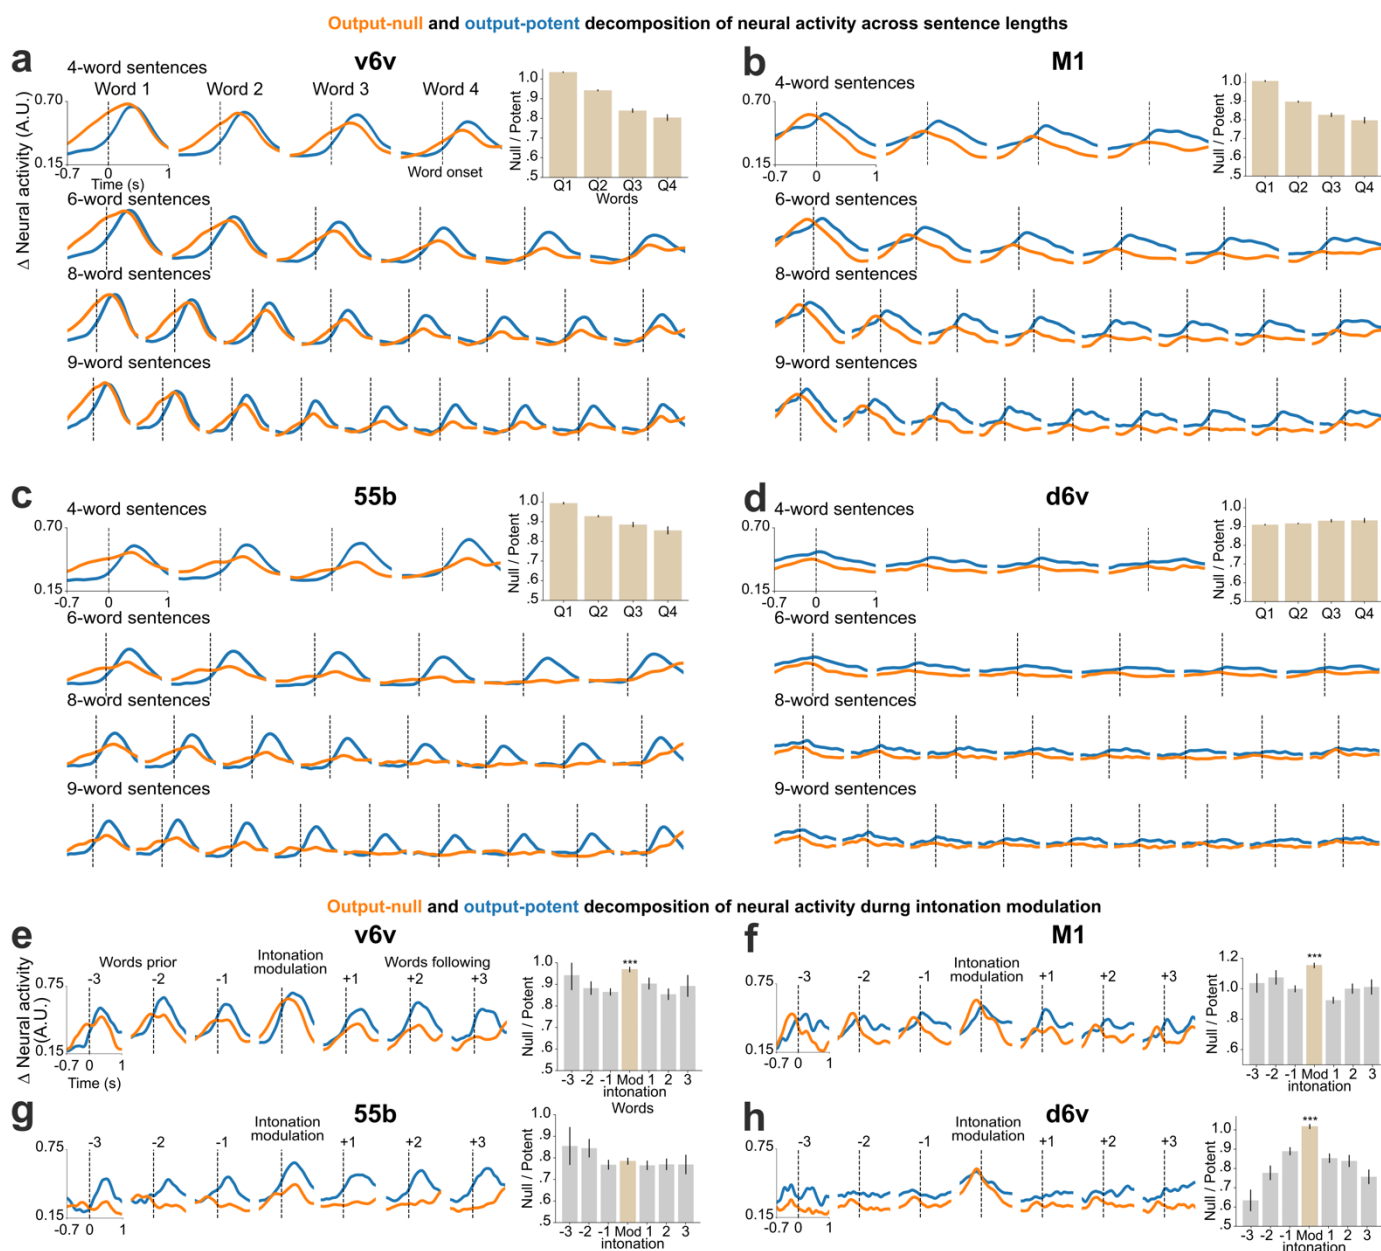 Output-null and output-potent decomposition of neural activity across sentence lengths
a
v6v
4-word sentences
Word 1 Word 2 Word 3 Word 4
Δ Neural activity (A.U.)
0.70
0.15
-0.7 0 1
Time (s)
Word onset
Null / Potent
1.0
.9
.8
.7
.6
.5
Q1 Q2 Q3 Q4
Words
6-word sentences
8-word sentences
9-word sentences
b
M1
4-word sentences
0.70
0.15
-0.7 0 1
Null / Potent
1.0
.9
.8
.7
.6
.5
Q1 Q2 Q3 Q4
6-word sentences
8-word sentences
9-word sentences
c
55b
4-word sentences
0.70
0.15
-0.7 0 1
Null / Potent
1.0
.9
.8
.7
.6
.5
Q1 Q2 Q3 Q4
6-word sentences
8-word sentences
9-word sentences
d
d6v
4-word sentences
0.70
0.15
-0.7 0 1
Null / Potent
1.0
.9
.8
.7
.6
.5
Q1 Q2 Q3 Q4
6-word sentences
8-word sentences
9-word sentences
Output-null and output-potent decomposition of neural activity durng intonation modulation
e
v6v
Words prior
Intonation
modulation
Words following
-3 -2 -1 +1 +2 +3
Δ Neural activity
(A.U.)
0.75
0.15
-0.7 0 1
Time (s)
Null / Potent
1.0
.9
.8
.7
.6
.5
***
-3 -2 -1 Mod 1 2 3
intonation
Words
f
M1
Intonation
modulation
-3 -2 -1 +1 +2 +3
0.75
0.15
-0.7 0 1
Null / Potent
1.2
1.0
.8
.6
***
-3 -2 -1 Mod 1 2 3
intonation
g
55b
Intonation
modulation
-3 -2 -1 +1 +2 +3
0.75
0.15
-0.7 0 1
Null / Potent
1.0
.9
.8
.7
.6
.5
-3 -2 -1 Mod 1 2 3
intonation
h
d6v
Intonation
modulation
-3 -2 -1 +1 +2 +3
0.75
0.15
-0.7 0 1
Null / Potent
1.0
.9
.8
.7
.6
.5
***
-3 -2 -1 Mod 1 2 3
intonation